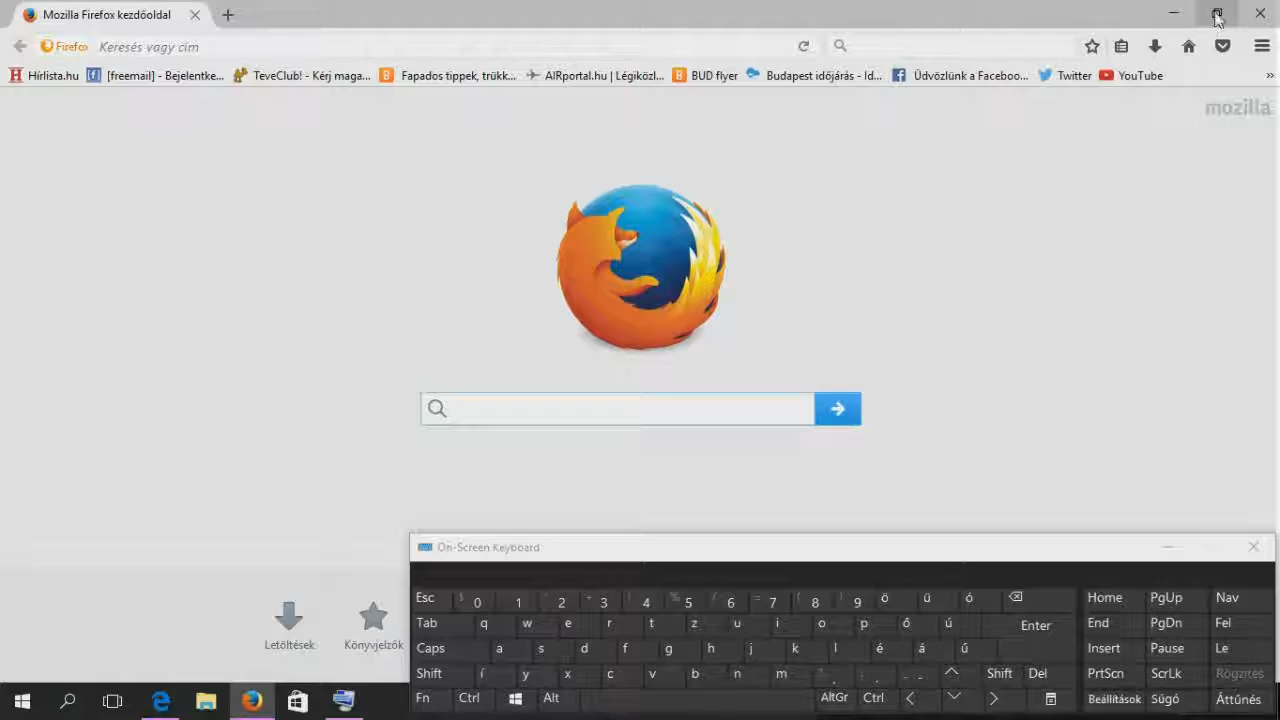 Mozilla Firefox kezdőoldal
Firefox Keresés vagy cím
Hírlista.hu [freemail] - Bejelentke... TeveClub! - Kérj maga... Fapados tippek, trükk... AIRportal.hu | Légiközl... BUD flyer Budapest időjárás - Id... Üdvözlünk a Faceboo... Twitter YouTube
mozilla
On-Screen Keyboard
Esc 0 1 2 3 4 5 6 7 8 9 ö ü ó Home PgUp Nav
Tab q w e r t z u i o p ő ú Enter End PgDn Fel
Caps a s d f g h j k l é á ű Insert Pause Le
Shift í y x c v b n m Shift Del PrtScn ScrLk Rögzítés
Fn Ctrl Alt AltGr Ctrl Beállítások Súgó Áttűnés
Letöltések Könyvjelzők